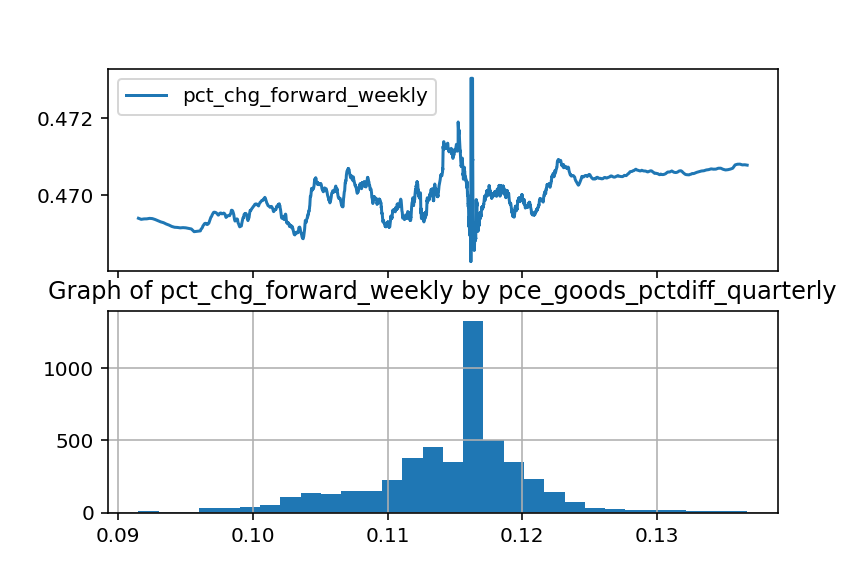 pct_chg_forward_weekly
0.472
0.470
Graph of pct_chg_forward_weekly by pce_goods_pctdiff_quarterly
1000
500
0
0.09 0.10 0.11 0.12 0.13